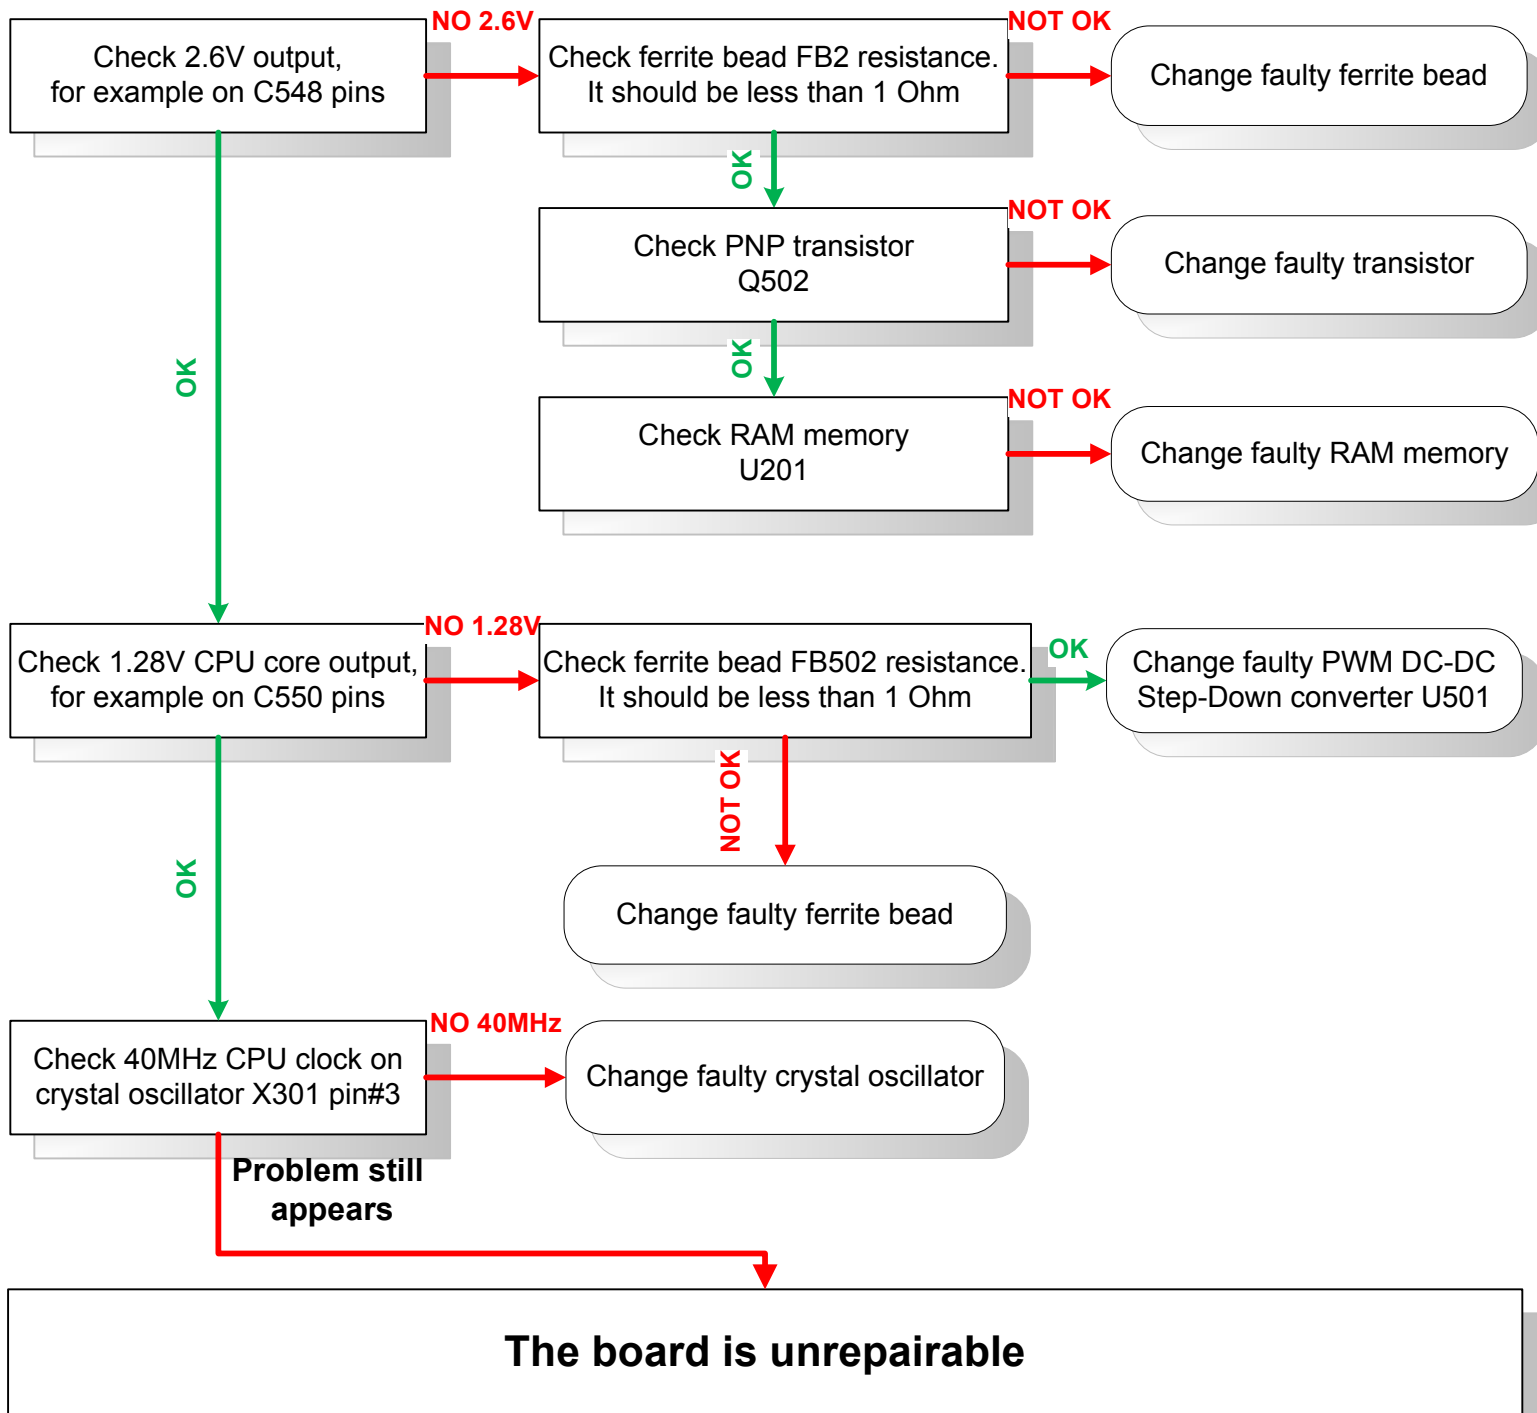 NO 2.6V
NOT OK
Check 2.6V output,
for example on C548 pins
Check ferrite bead FB2 resistance.
It should be less than 1 Ohm
Change faulty ferrite bead
OK
NOT OK
Check PNP transistor
Q502
Change faulty transistor
OK
OK
NOT OK
Check RAM memory
U201
Change faulty RAM memory
NO 1.28V
OK
Check 1.28V CPU core output,
for example on C550 pins
Check ferrite bead FB502 resistance.
It should be less than 1 Ohm
Change faulty PWM DC-DC
Step-Down converter U501
NOT OK
OK
Change faulty ferrite bead
NO 40MHz
Check 40MHz CPU clock on
crystal oscillator X301 pin#3
Change faulty crystal oscillator
Problem still
appears
The board is unrepairable